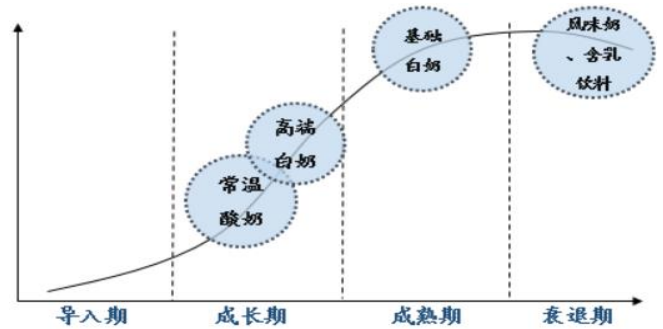 风味奶
、含乳
饮料
基础
白奶
高端
白奶
常温
酸奶
导入期
成长期
成熟期
衰退期